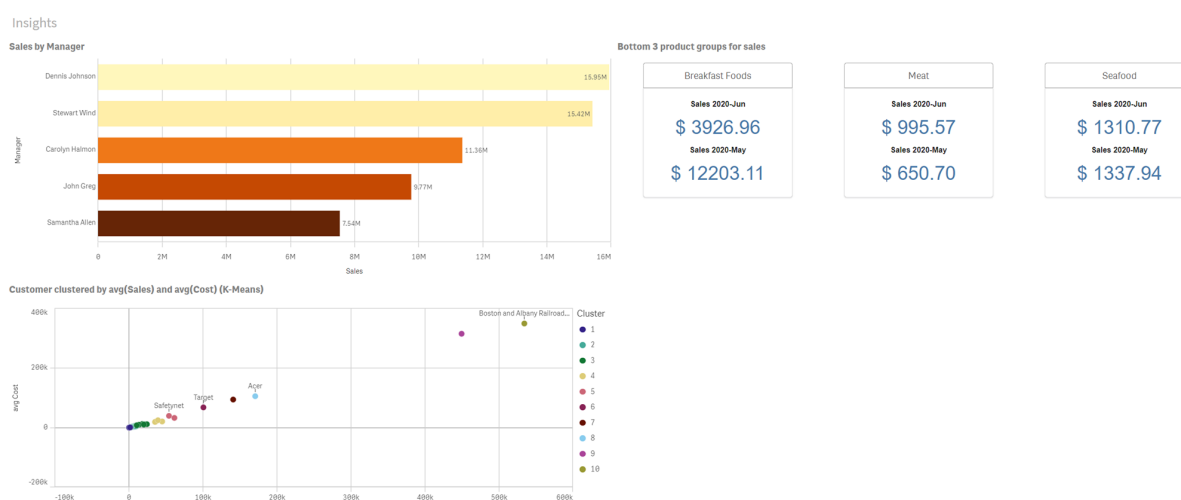 Insights
Sales by Manager
Manager
Dennis Johnson
15.95M
Stewart Wind
15.42M
Carolyn Halmon
11.36M
John Greg
9.77M
Samantha Allen
7.54M
0 2M 4M 6M 8M 10M 12M 14M 16M
Sales
Bottom 3 product groups for sales
Breakfast Foods
Sales 2020-Jun
$ 3926.96
Sales 2020-May
$ 12203.11
Meat
Sales 2020-Jun
$ 995.57
Sales 2020-May
$ 650.70
Seafood
Sales 2020-Jun
$ 1310.77
Sales 2020-May
$ 1337.94
Customer clustered by avg(Sales) and avg(Cost) (K-Means)
avg Cost
400k
200k
0
-200k
Boston and Albany Railroad...
Acer
Target
Safetynet
-100k 0 100k 200k 300k 400k 500k 600k
Cluster
1
2
3
4
5
6
7
8
9
10